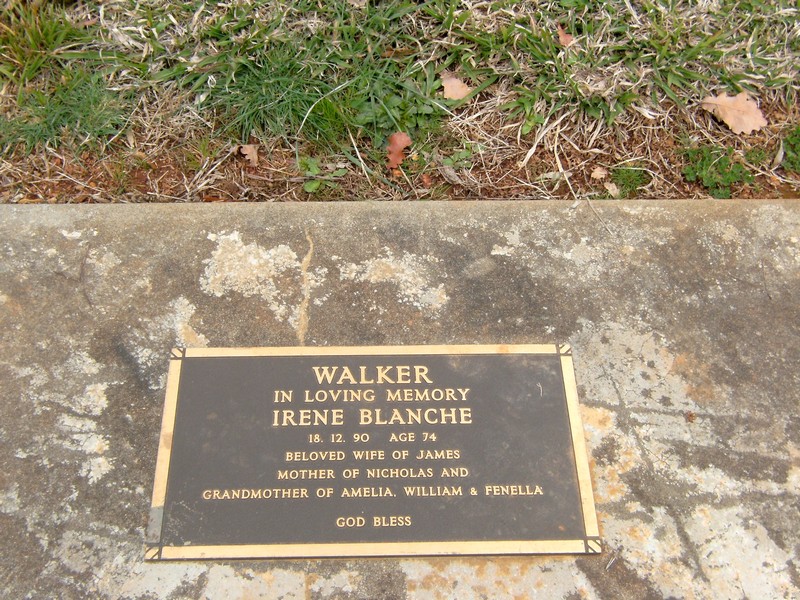 WALKER
IN LOVING MEMORY
IRENE BLANCHE
18. 12. 90 AGE 74
BELOVED WIFE OF JAMES
MOTHER OF NICHOLAS AND
GRANDMOTHER OF AMELIA, WILLIAM & FENELLA
GOD BLESS